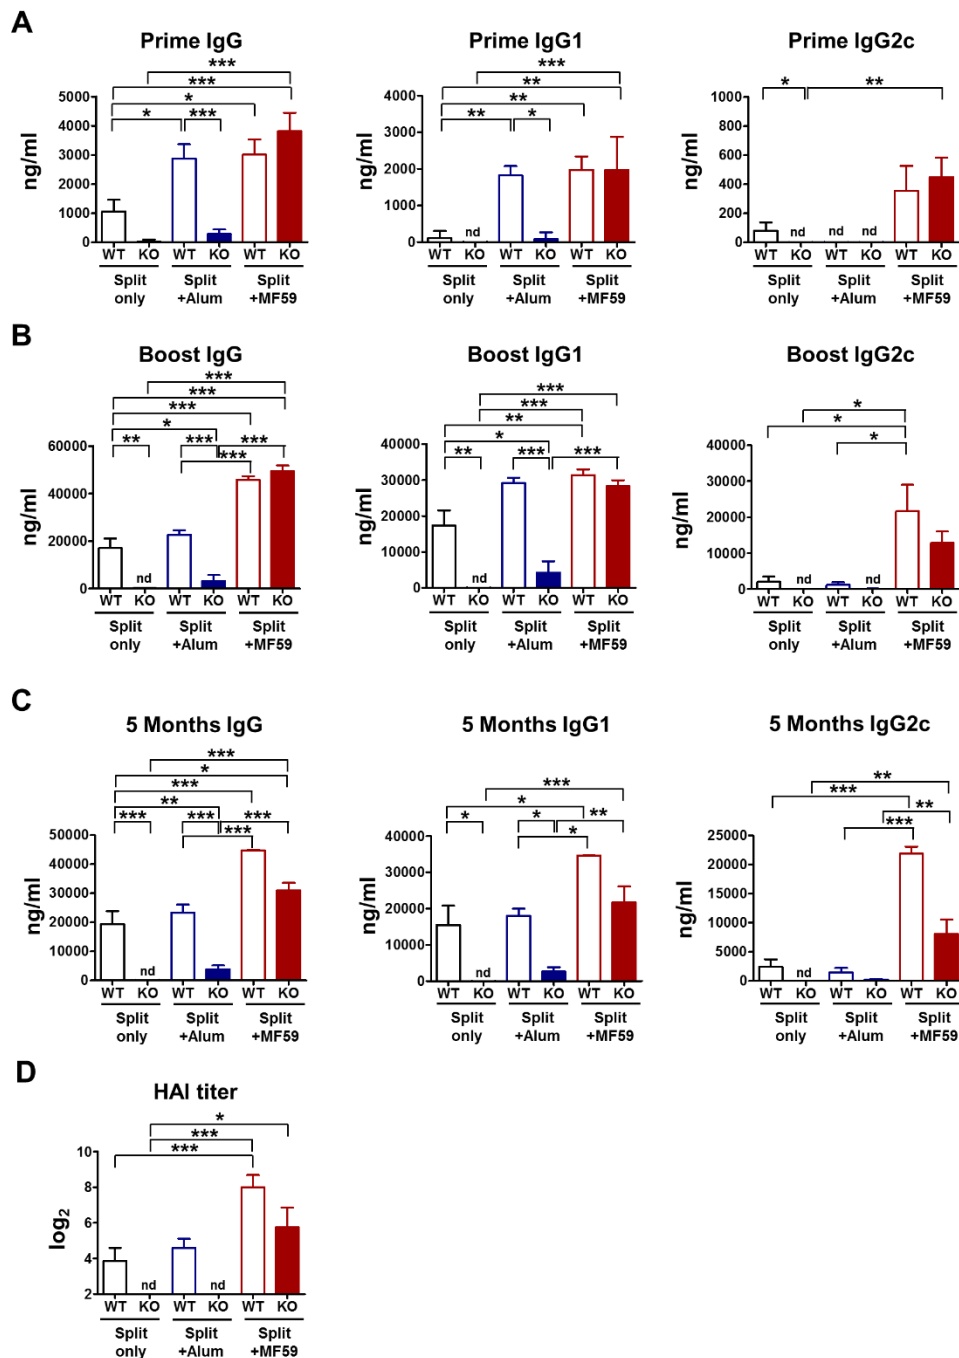 A
Prime IgG
Prime IgG1
Prime IgG2c
*** *** * * ***
*** ** ** ** *
* **
ng/ml
5000
4000
3000
2000
1000
0
WT KO WT KO WT KO
Split only
Split +Alum
Split +MF59
ng/ml
4000
3000
2000
1000
0
nd
WT KO WT KO WT KO
Split only
Split +Alum
Split +MF59
ng/ml
1000
800
600
400
200
0
nd nd nd
WT KO WT KO WT KO
Split only
Split +Alum
Split +MF59
B
Boost IgG
Boost IgG1
Boost IgG2c
*** *** *** * ** *** *** ***
*** *** ** * ** *** ***
* * *
ng/ml
60000
40000
20000
0
nd
WT KO WT KO WT KO
Split only
Split +Alum
Split +MF59
ng/ml
40000
30000
20000
10000
0
nd
WT KO WT KO WT KO
Split only
Split +Alum
Split +MF59
ng/ml
40000
30000
20000
10000
0
nd nd
WT KO WT KO WT KO
Split only
Split +Alum
Split +MF59
C
5 Months IgG
5 Months IgG1
5 Months IgG2c
*** * *** ** *** *** *** ***
*** * * * ** *
** *** ** ***
ng/ml
50000
40000
30000
20000
10000
0
nd
WT KO WT KO WT KO
Split only
Split +Alum
Split +MF59
ng/ml
40000
30000
20000
10000
0
nd
WT KO WT KO WT KO
Split only
Split +Alum
Split +MF59
ng/ml
25000
20000
15000
10000
5000
0
nd
WT KO WT KO WT KO
Split only
Split +Alum
Split +MF59
D
HAI titer
* *** ***
log2
10
8
6
4
2
nd nd
WT KO WT KO WT KO
Split only
Split +Alum
Split +MF59